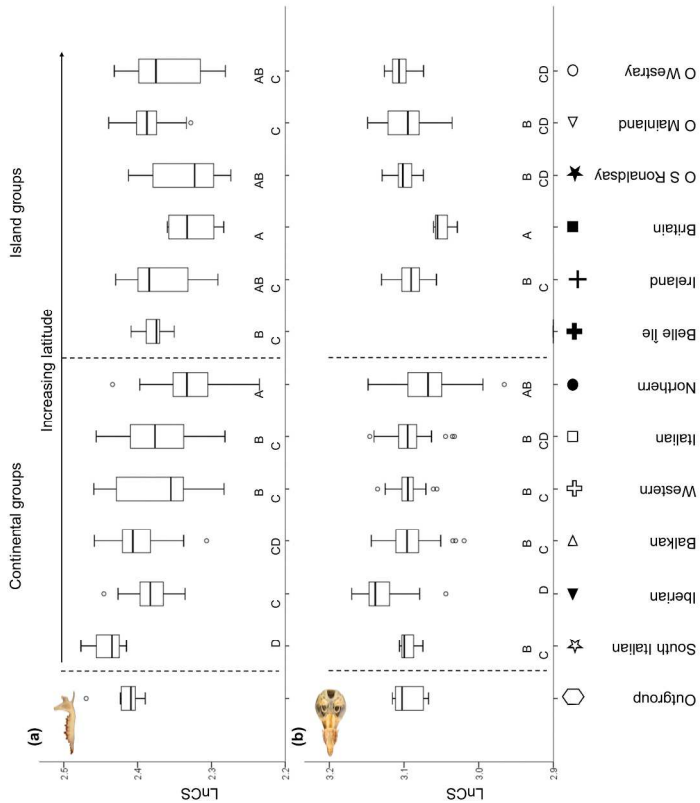 Continental groups Island groups
Increasing latitude
(a)
LnCS
2.5
2.4
2.3
2.2
B B A B AB A AB AB
D C CD C C C C C C
(b)
3.2
3.1
3.0
2.9
B B B B AB B A B B
C D C C CD C CD CD CD
Outgroup
South Italian
Iberian
Balkan
Western
Italian
Northern
Belle Île
Ireland
Britain
O S Ronaldsay
O Mainland
O Westray
LnCS